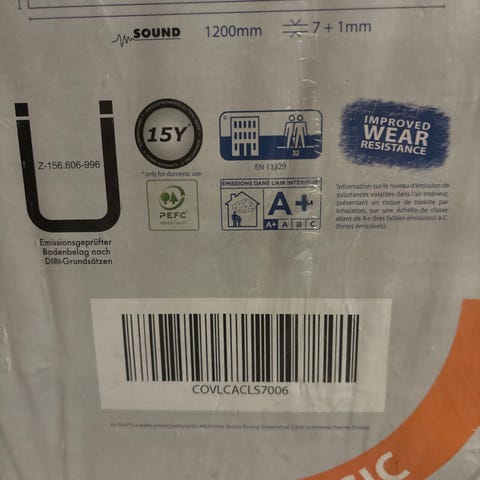 SOUND 1200mm 7 + 1mm
Z-156.606-996
Emissionsgeprüfter
Bodenbelag nach
DIBt-Grundsätzen
15Y
* only for domestic use
32
EN 13329
IMPROVED
WEAR
RESISTANCE
PEFC
ÉMISSIONS DANS L'AIR INTÉRIEUR
A+
A+ A B C
*Information sur le niveau d'émission de
substances volatiles dans l'air intérieur,
présentant un risque de toxicité par
inhalation, sur une échelle de classe
allant de A+ (très faibles émissions) à C
(fortes émissions).
COVLCACLS7006
SIC